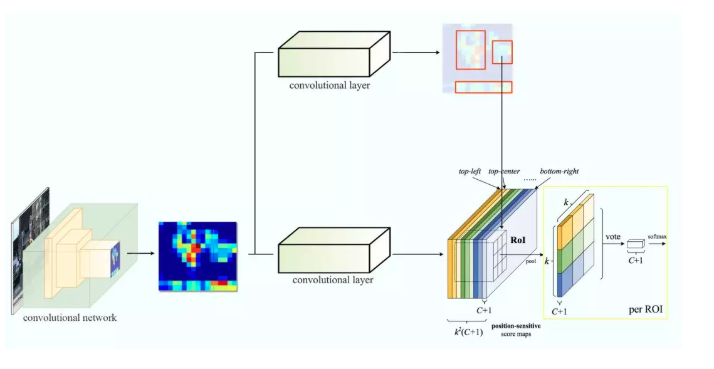 convolutional layer
top-left top-center bottom-right
......
k
RoI
pool
k
vote
softmax
C+1
convolutional layer
convolutional network
C+1
C+1
per ROI
k²(C+1)
position-sensitive
score maps